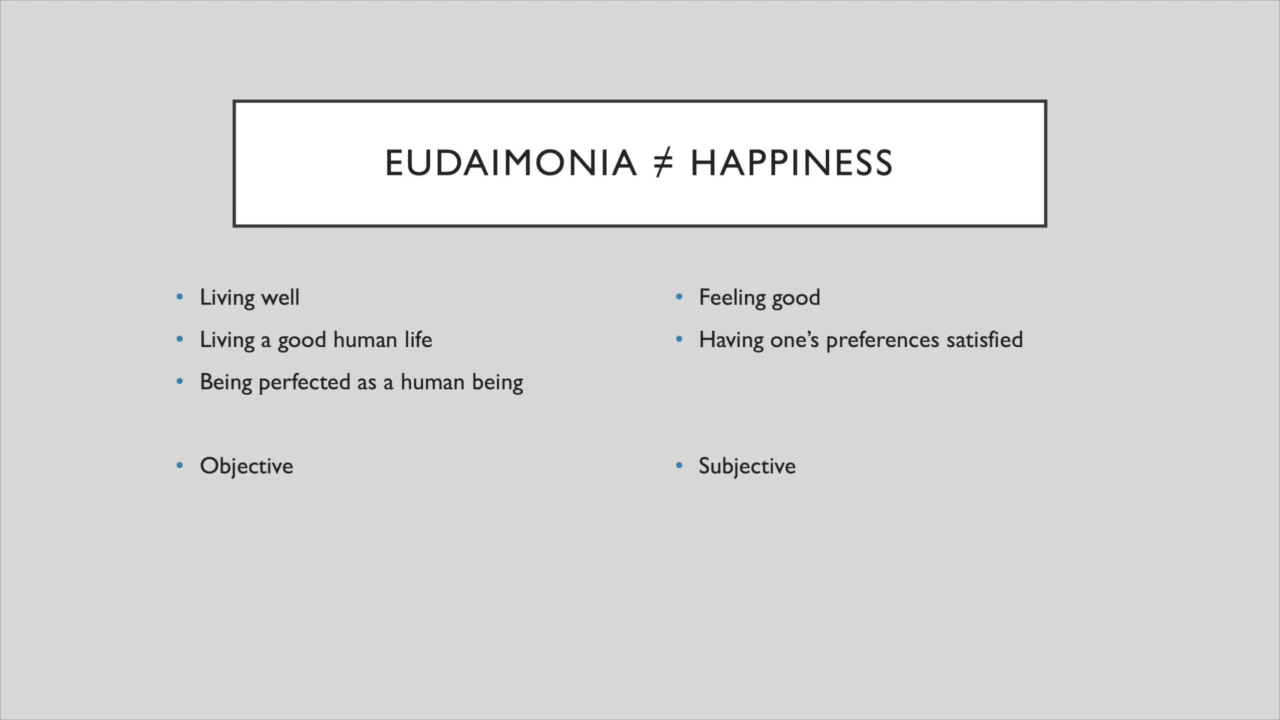 EUDAIMONIA ≠ HAPPINESS
• Living well
• Living a good human life
• Being perfected as a human being
• Objective
• Feeling good
• Having one’s preferences satisfied
• Subjective